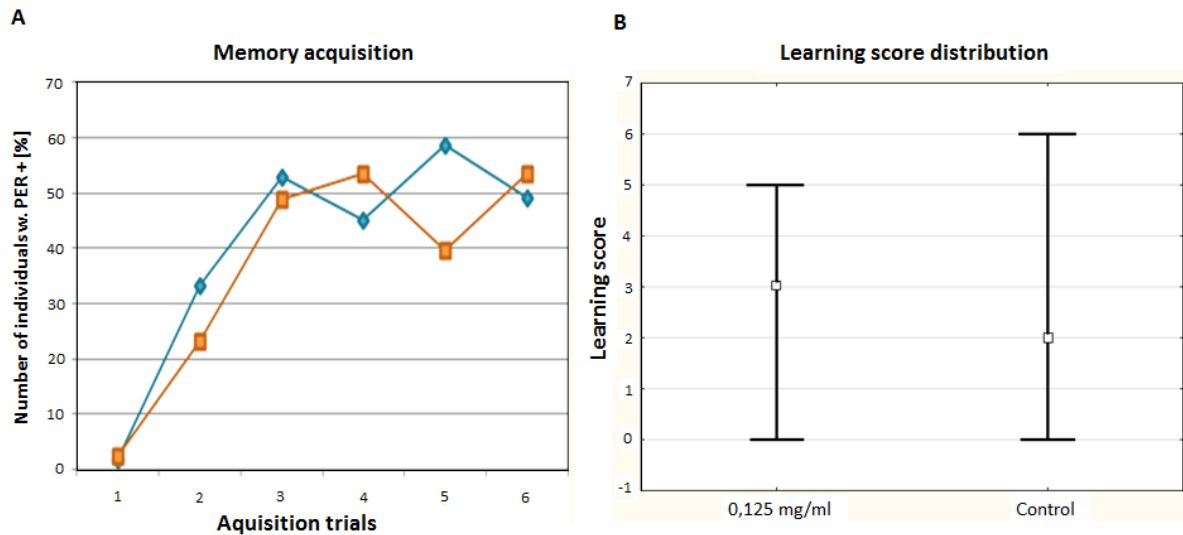 A
Memory acquisition
Number of individuals w. PER + [%]
70
60
50
40
30
20
10
0
1 2 3 4 5 6
Aquisition trials
B
Learning score distribution
Learning score
7
6
5
4
3
2
1
0
-1
0,125 mg/ml Control